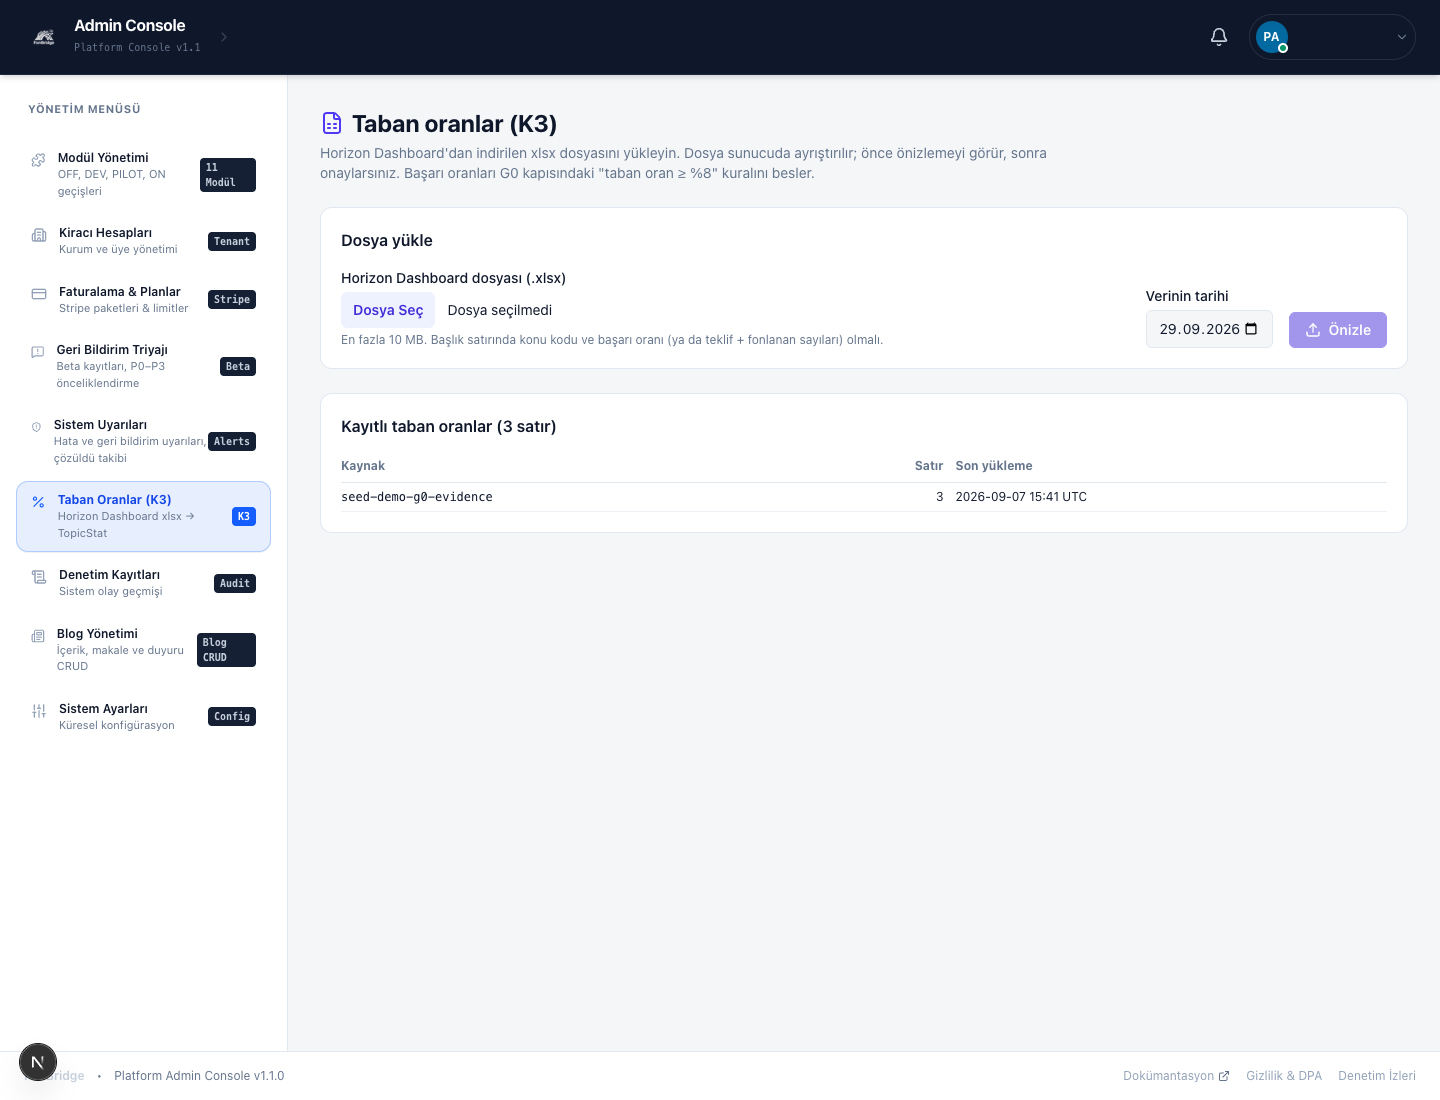 Admin Console
Platform Console v1.1
PA
YÖNETİM MENÜSÜ
Modül Yönetimi
OFF, DEV, PILOT, ON
geçişleri
11
Modül
Kiracı Hesapları
Kurum ve üye yönetimi
Tenant
Faturalama & Planlar
Stripe paketleri & limitler
Stripe
Geri Bildirim Triyajı
Beta kayıtları, P0–P3
önceliklendirme
Beta
Sistem Uyarıları
Hata ve geri bildirim uyarıları,
çözüldü takibi
Alerts
Taban Oranlar (K3)
Horizon Dashboard xlsx →
TopicStat
K3
Denetim Kayıtları
Sistem olay geçmişi
Audit
Blog Yönetimi
İçerik, makale ve duyuru
CRUD
Blog
CRUD
Sistem Ayarları
Küresel konfigürasyon
Config
Taban oranlar (K3)
Horizon Dashboard'dan indirilen xlsx dosyasını yükleyin. Dosya sunucuda ayrıştırılır; önce önizlemeyi görür, sonra
onaylarsınız. Başarı oranları G0 kapısındaki "taban oran ≥ %8" kuralını besler.
Dosya yükle
Horizon Dashboard dosyası (.xlsx)
Dosya Seç Dosya seçilmedi
En fazla 10 MB. Başlık satırında konu kodu ve başarı oranı (ya da teklif + fonlanan sayıları) olmalı.
Verinin tarihi
29.09.2026
Önizle
Kayıtlı taban oranlar (3 satır)
Kaynak Satır Son yükleme
seed-demo-g0-evidence 3 2026-09-07 15:41 UTC
N
ridge • Platform Admin Console v1.1.0
Dokümantasyon Gizlilik & DPA Denetim İzleri